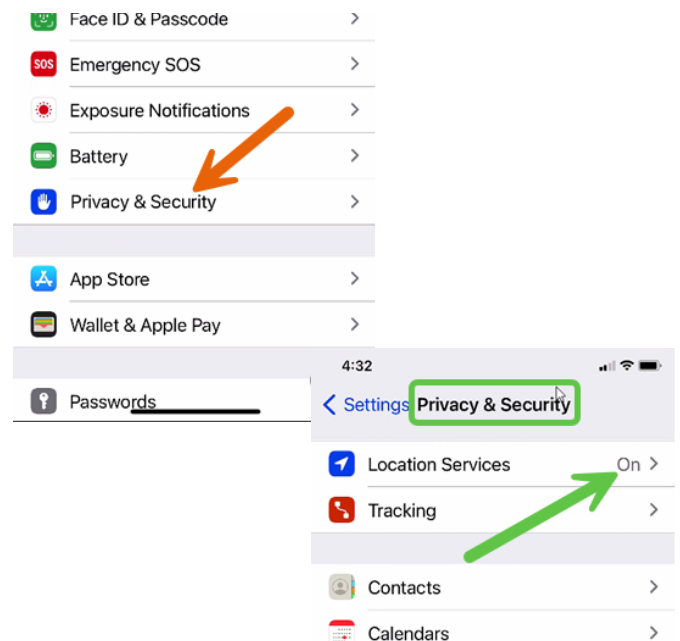 Face ID & Passcode
SOS Emergency SOS
Exposure Notifications
Battery
Privacy & Security
App Store
Wallet & Apple Pay
Passwords
4:32
Settings Privacy & Security
Location Services On
Tracking
Contacts
Calendars